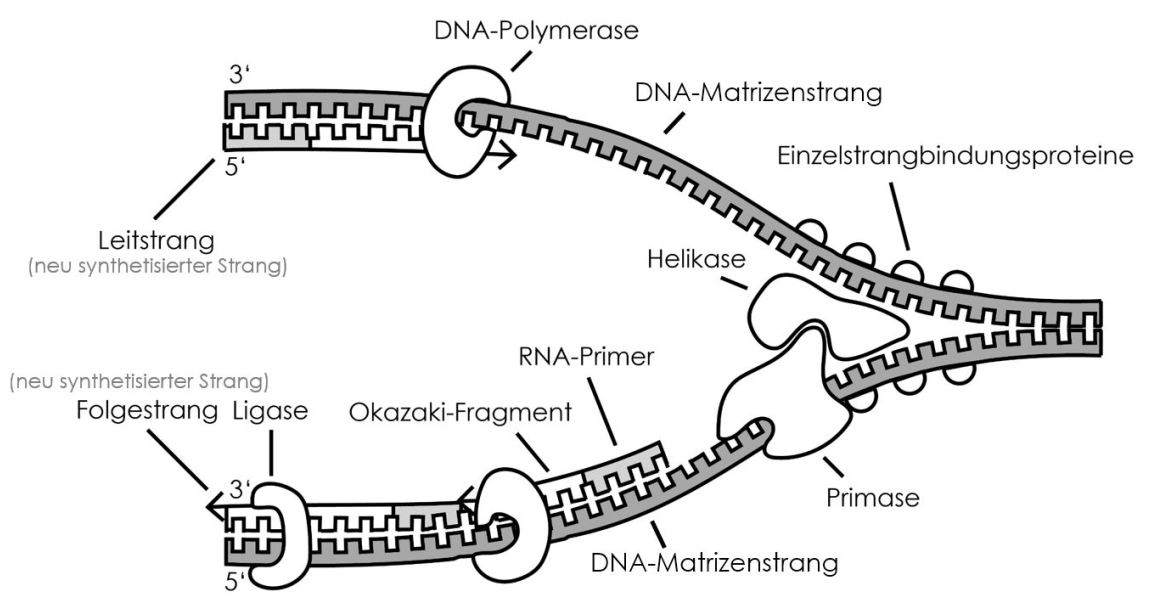 DNA-Polymerase
3'
DNA-Matrizenstrang
Einzelstrangbindungsproteine
5'
Leitstrang
(neu synthetisierter Strang)
Helikase
RNA-Primer
(neu synthetisierter Strang)
Folgestrang Ligase Okazaki-Fragment
3'
Primase
DNA-Matrizenstrang
5'